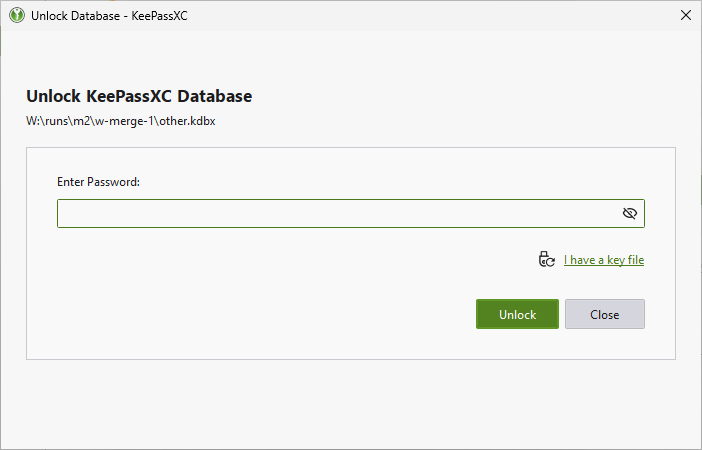 Unlock Database - KeePassXC
Unlock KeePassXC Database
W:\runs\m2\w-merge-1\other.kdbx
Enter Password:
I have a key file
Unlock
Close